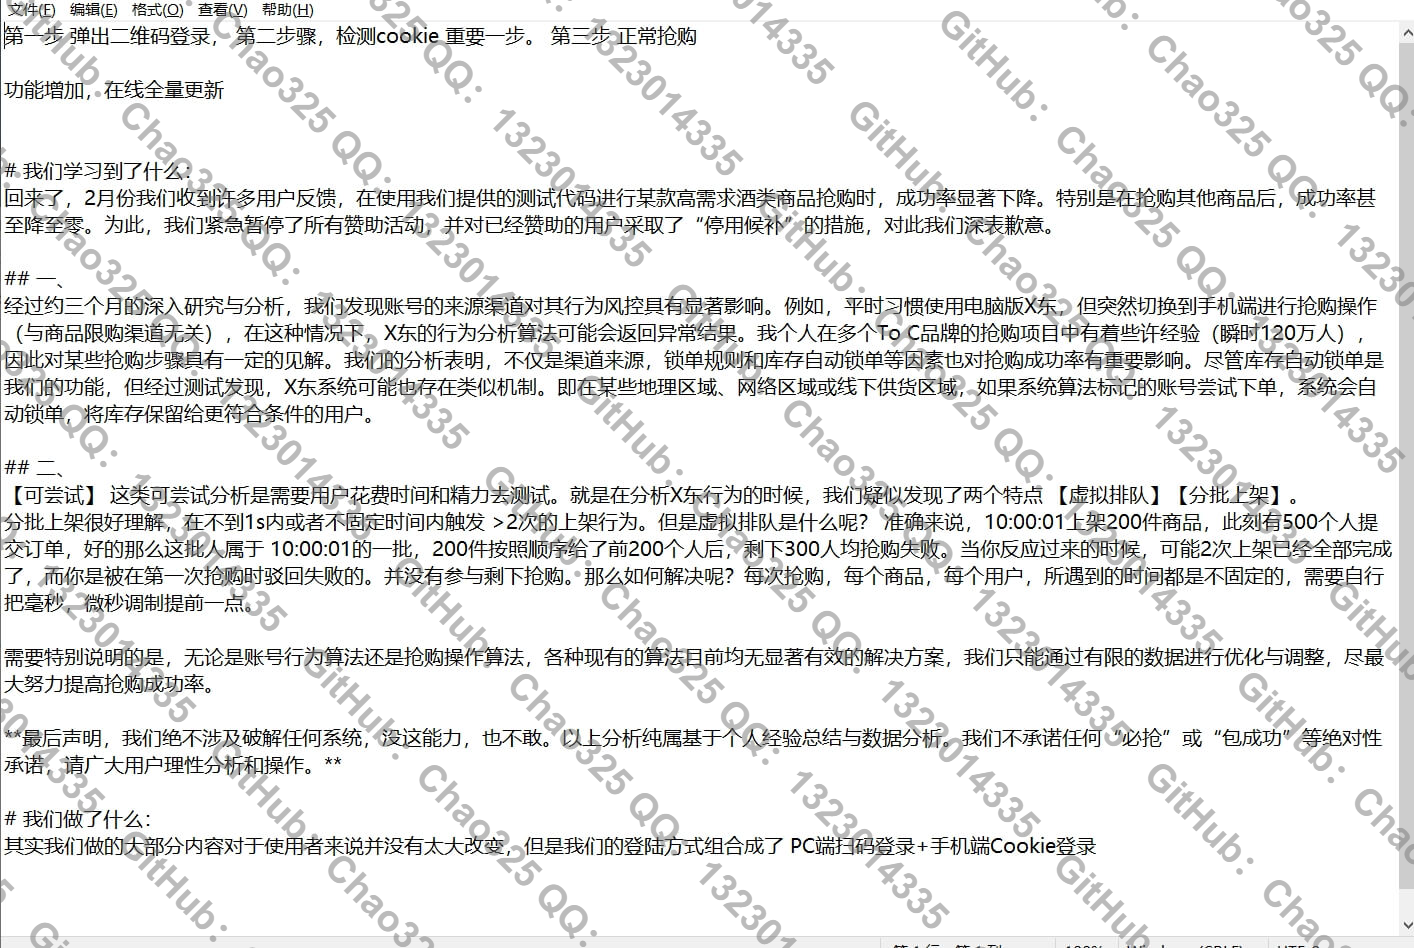 文件(F) 编辑(E) 格式(O) 查看(V) 帮助(H)
第一步 弹出二维码登录， 第二步骤，检测cookie 重要一步。 第三步 正常抢购
功能增加，在线全量更新
# 我们学习到了什么：
回来了，2月份我们收到许多用户反馈，在使用我们提供的测试代码进行某款高需求酒类商品抢购时，成功率显著下降。特别是在抢购其他商品后，成功率甚
至降至零。为此，我们紧急暂停了所有赞助活动，并对已经赞助的用户采取了“停用候补”的措施，对此我们深表歉意。
## 一、
经过约三个月的深入研究与分析，我们发现账号的来源渠道对其行为风控具有显著影响。例如，平时习惯使用电脑版X东，但突然切换到手机端进行抢购操作
（与商品限购渠道无关），在这种情况下，X东的行为分析算法可能会返回异常结果。我个人在多个To C品牌的抢购项目中有着些许经验（瞬时120万人），
因此对某些抢购步骤具有一定的见解。我们的分析表明，不仅是渠道来源，锁单规则和库存自动锁单等因素也对抢购成功率有重要影响。尽管库存自动锁单是
我们的功能，但经过测试发现，X东系统可能也存在类似机制。即在某些地理区域、网络区域或线下供货区域，如果系统算法标记的账号尝试下单，系统会自
动锁单，将库存保留给更符合条件的用户。
## 二、
【可尝试】 这类可尝试分析是需要用户花费时间和精力去测试。就是在分析X东行为的时候，我们疑似发现了两个特点 【虚拟排队】【分批上架】。
分批上架很好理解，在不到1s内或者不固定时间内触发 >2次的上架行为。但是虚拟排队是什么呢？ 准确来说，10:00:01上架200件商品，此刻有500个人提
交订单，好的那么这批人属于 10:00:01的一批，200件按照顺序给了前200个人后，剩下300人均抢购失败。当你反应过来的时候，可能2次上架已经全部完成
了，而你是被在第一次抢购时驳回失败的。并没有参与剩下抢购。那么如何解决呢？每次抢购，每个商品，每个用户，所遇到的时间都是不固定的，需要自行
把毫秒，微秒调制提前一点。
需要特别说明的是，无论是账号行为算法还是抢购操作算法，各种现有的算法目前均无显著有效的解决方案，我们只能通过有限的数据进行优化与调整，尽最
大努力提高抢购成功率。
**最后声明，我们绝不涉及破解任何系统，没这能力，也不敢。以上分析纯属基于个人经验总结与数据分析。我们不承诺任何“必抢”或“包成功”等绝对性
承诺，请广大用户理性分析和操作。**
# 我们做了什么：
其实我们做的大部分内容对于使用者来说并没有太大改变，但是我们的登陆方式组合成了 PC端扫码登录+手机端Cookie登录
GitHub：Chao325 QQ：1323014335